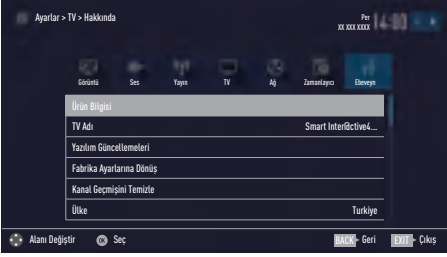 Ayarlar > TV > Hakkında
Per
XX XXX XXXX
Görüntü Ses Yayın TV Ağ Zamanlayıcı Ebeveyn
Ürün Bilgisi
TV Adı Smart Inter@ctive4...
Yazılım Güncellemeleri
Fabrika Ayarlarına Dönüş
Kanal Geçmişini Temizle
Ülke Turkiye
Alanı Değiştir OK Seç BACK Geri EXIT Çıkış